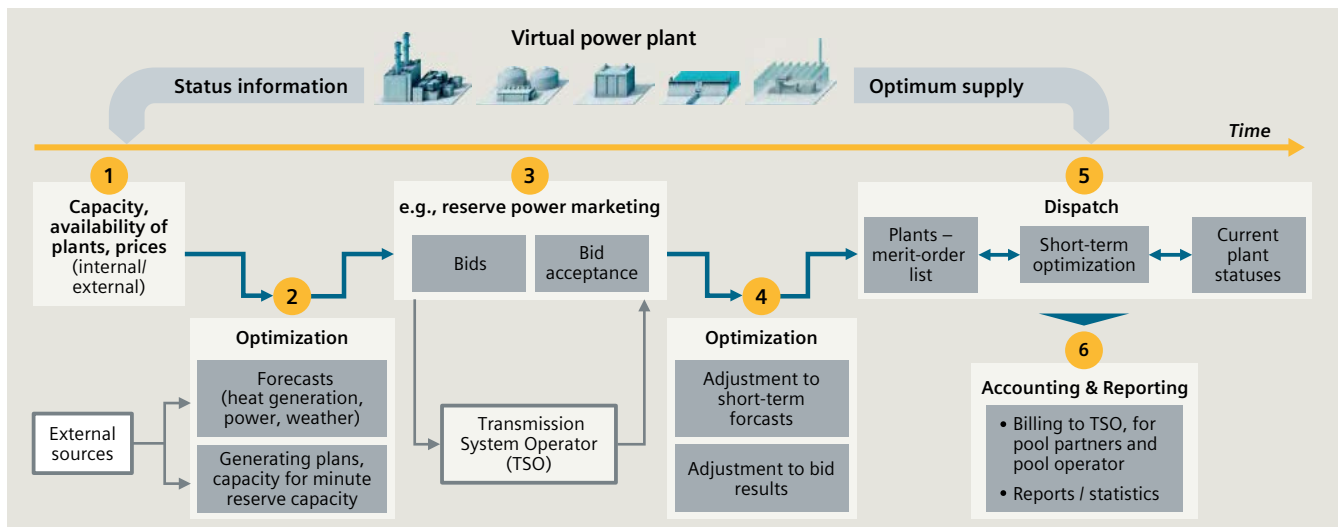 Virtual power plant
Status information
Optimum supply
Time
1
Capacity,
availability of
plants, prices
(internal/
external)
2
Optimization
Forecasts
(heat generation,
power, weather)
Generating plans,
capacity for minute
reserve capacity
External
sources
3
e.g., reserve power marketing
Bids
Bid
acceptance
Transmission
System Operator
(TSO)
4
Optimization
Adjustment to
short-term
forcasts
Adjustment to bid
results
5
Dispatch
Plants –
merit-order
list
Short-term
optimization
Current
plant
statuses
6
Accounting & Reporting
• Billing to TSO, for
pool partners and
pool operator
• Reports / statistics